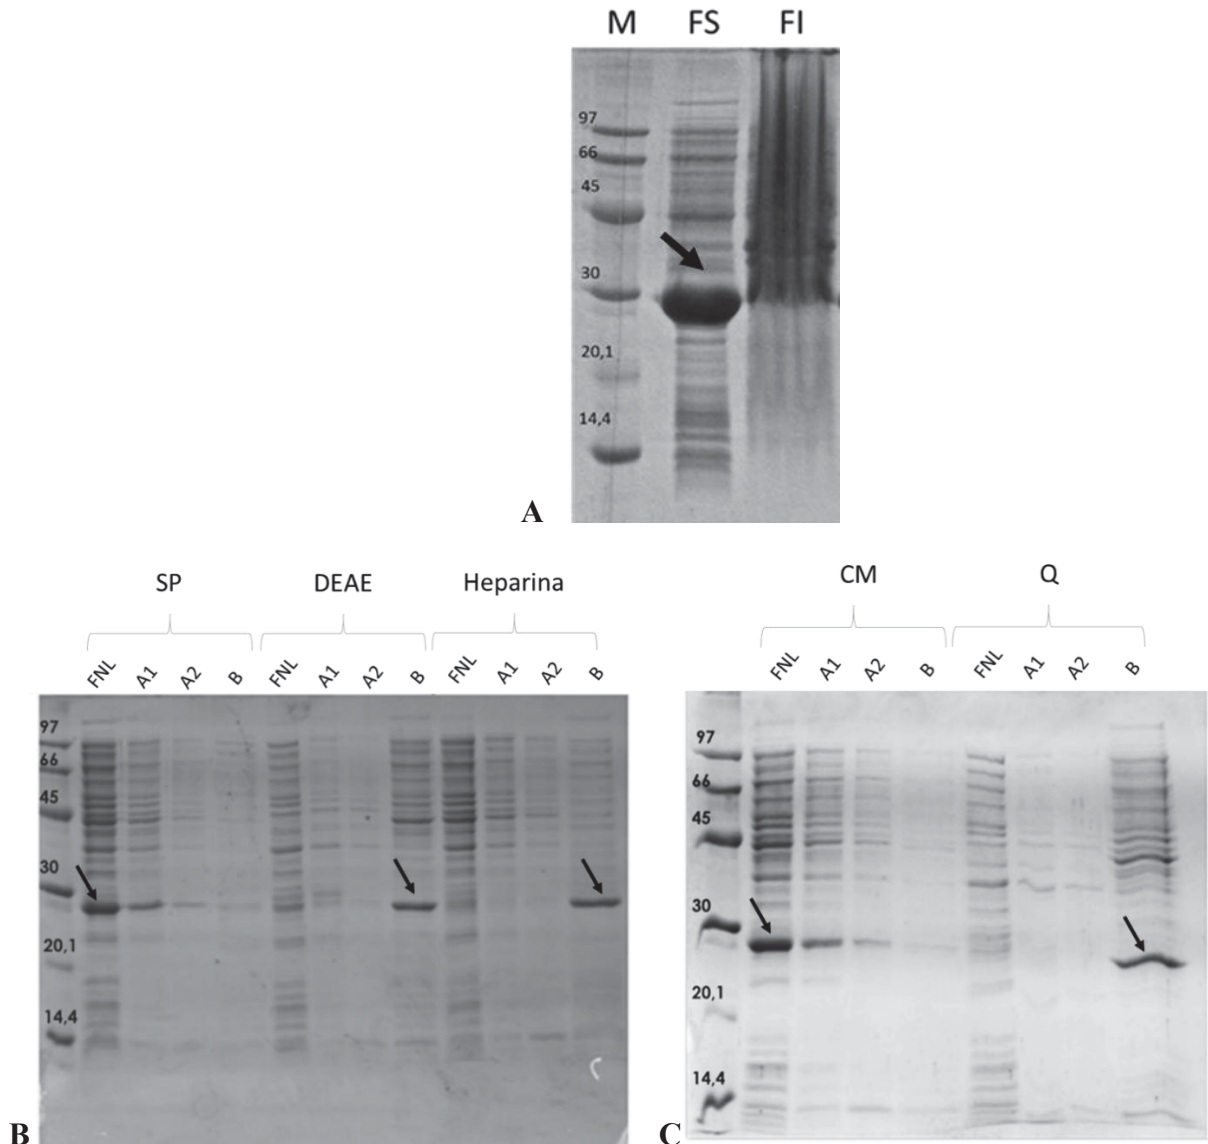 M FS FI
97
66
45
30
20,1
14,4
A
SP DEAE Heparina
FNL A1 A2 B FNL A1 A2 B FNL A1 A2 B
97
66
45
30
20,1
14,4
B
CM Q
FNL A1 A2 B FNL A1 A2 B
97
66
45
30
20,1
14,4
C